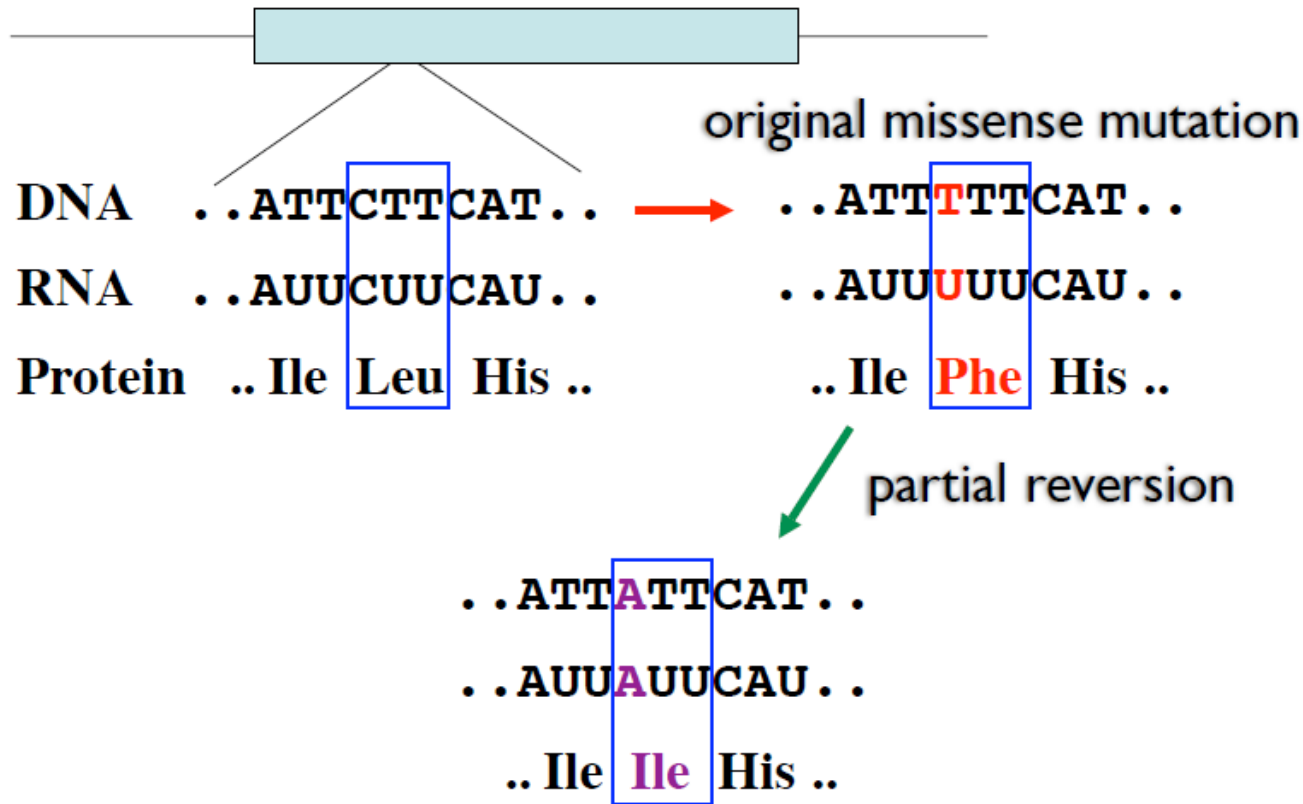 original missense mutation
DNA ..ATTCTTCAT.. ..ATTTTTCAT..
RNA ..AUUCUUCAU.. ..AUUUUUCAU..
Protein .. Ile Leu His .. .. Ile Phe His ..
partial reversion
..ATTATTCAT..
..AUUAUUCAU..
.. Ile Ile His ..